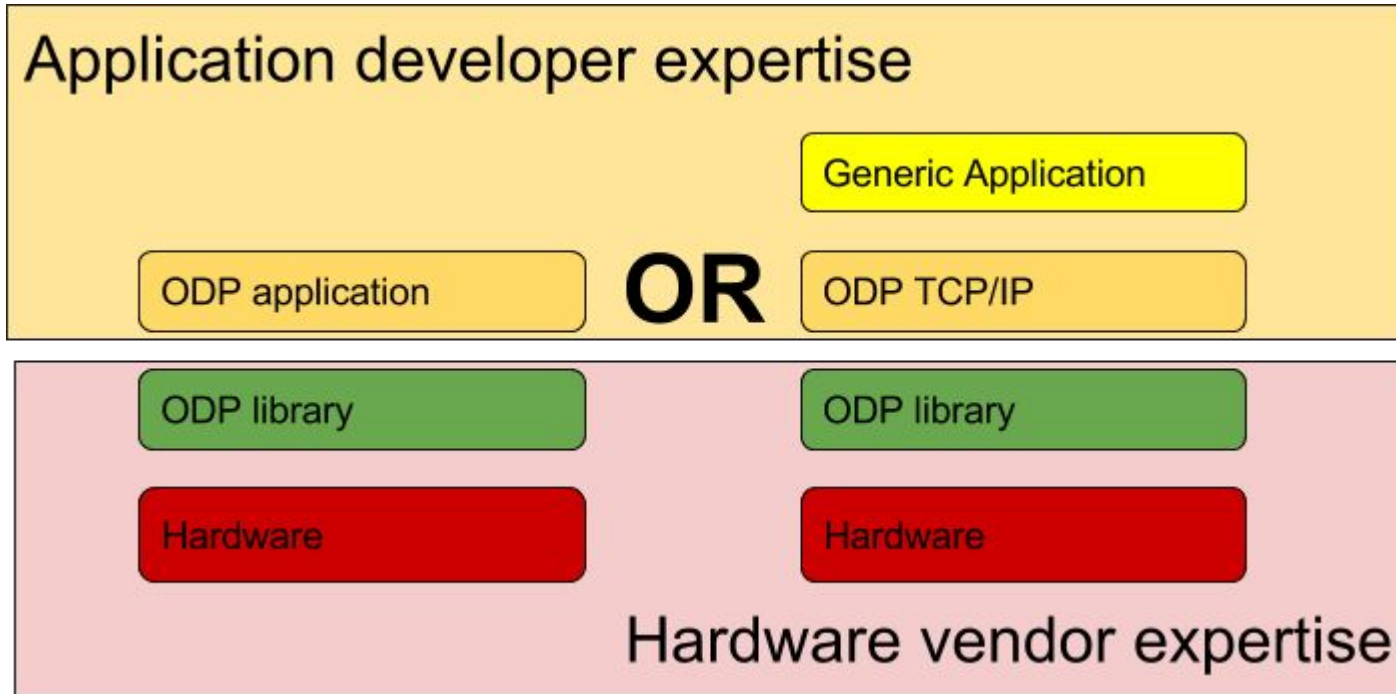 Application developer expertise
Generic Application
ODP application
OR
ODP TCP/IP
ODP library
ODP library
Hardware
Hardware
Hardware vendor expertise